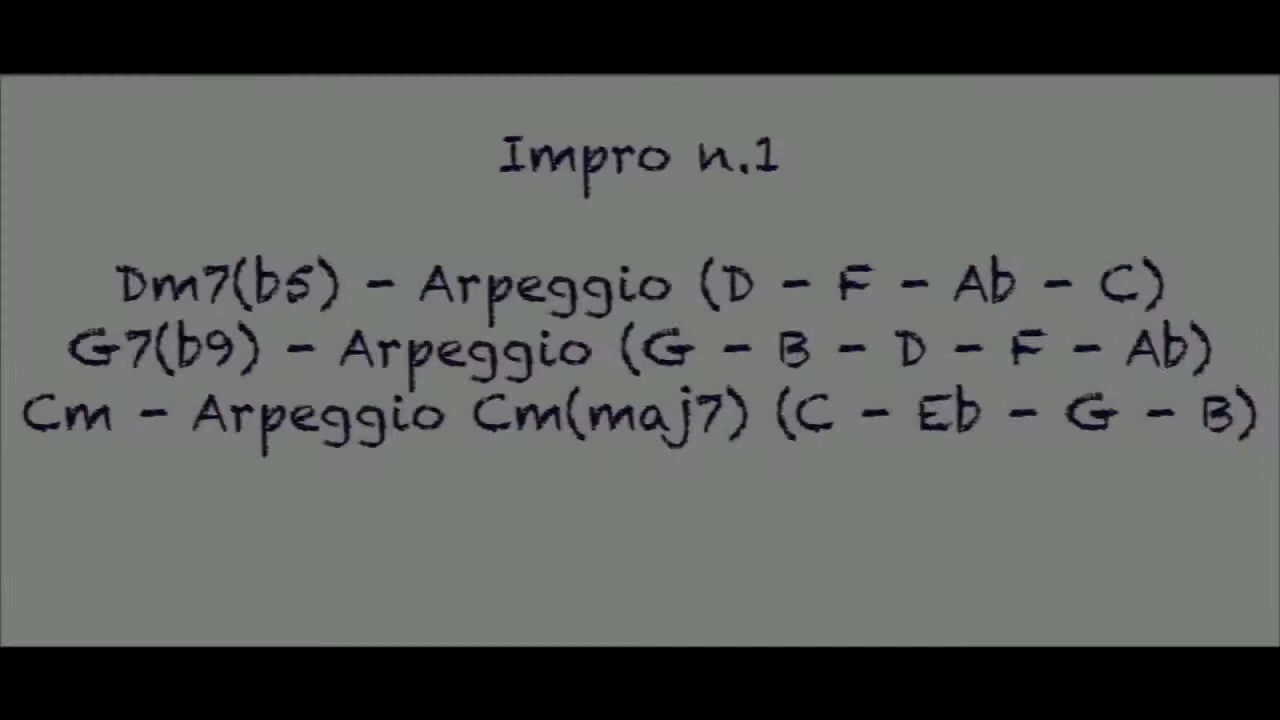 Impro n.1
Dm7(b5) - Arpeggio (D - F - Ab - C)
G7(b9) - Arpeggio (G - B - D - F - Ab)
Cm - Arpeggio Cm(maj7) (C - Eb - G - B)